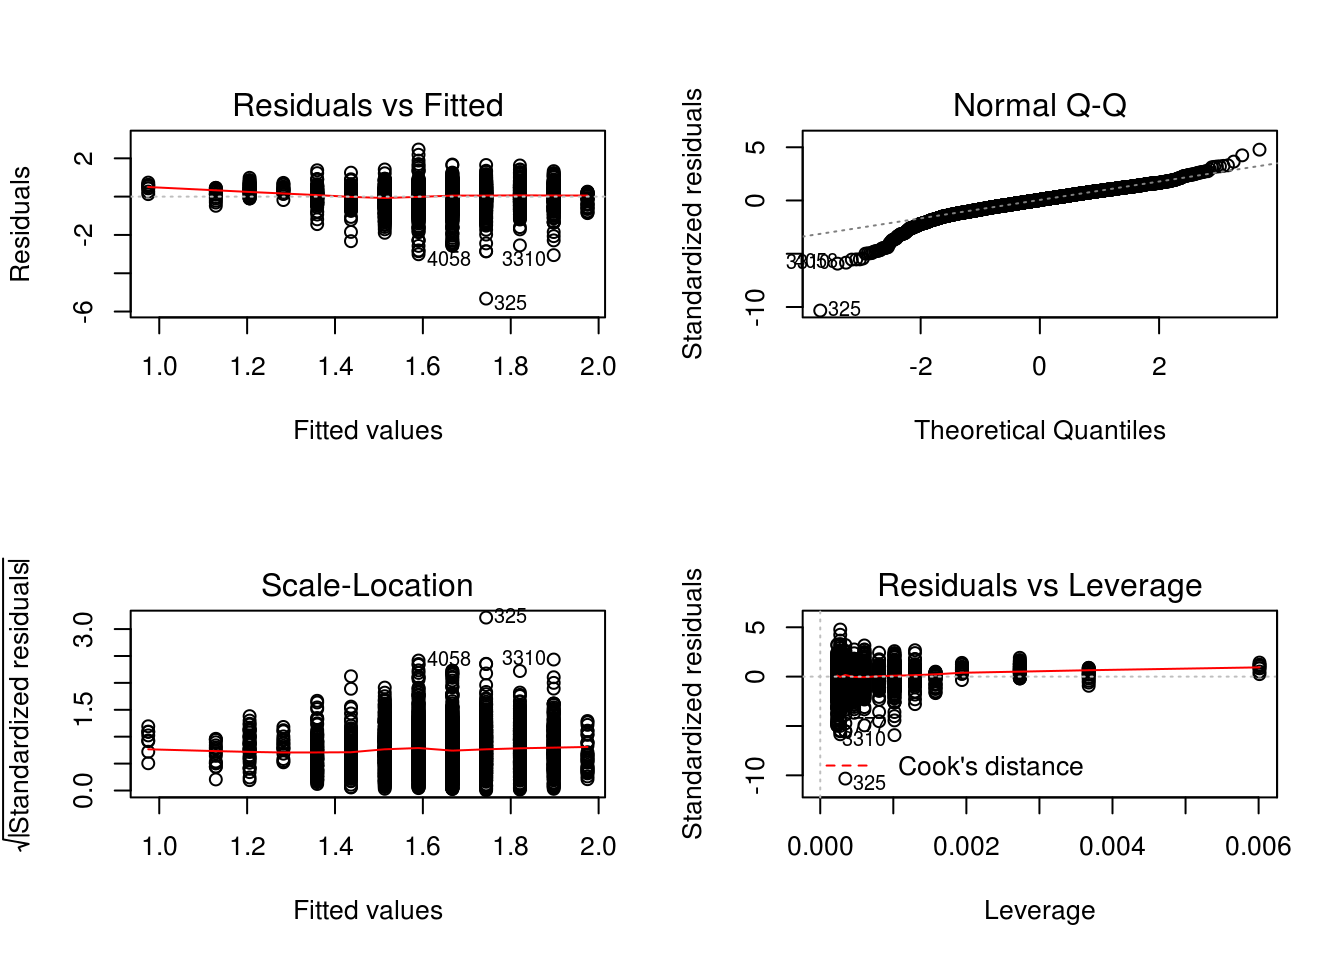 Residuals vs Fitted
Residuals
2
-2
-6
4058
3310
325
1.0 1.2 1.4 1.6 1.8 2.0
Fitted values
Normal Q-Q
Standardized residuals
5
0
-10
325
-2 0 2
Theoretical Quantiles
Scale-Location
√|Standardized residuals|
3.0
1.5
0.0
325
4058
3310
1.0 1.2 1.4 1.6 1.8 2.0
Fitted values
Residuals vs Leverage
Standardized residuals
5
0
-10
3310
Cook's distance
325
0.000 0.002 0.004 0.006
Leverage